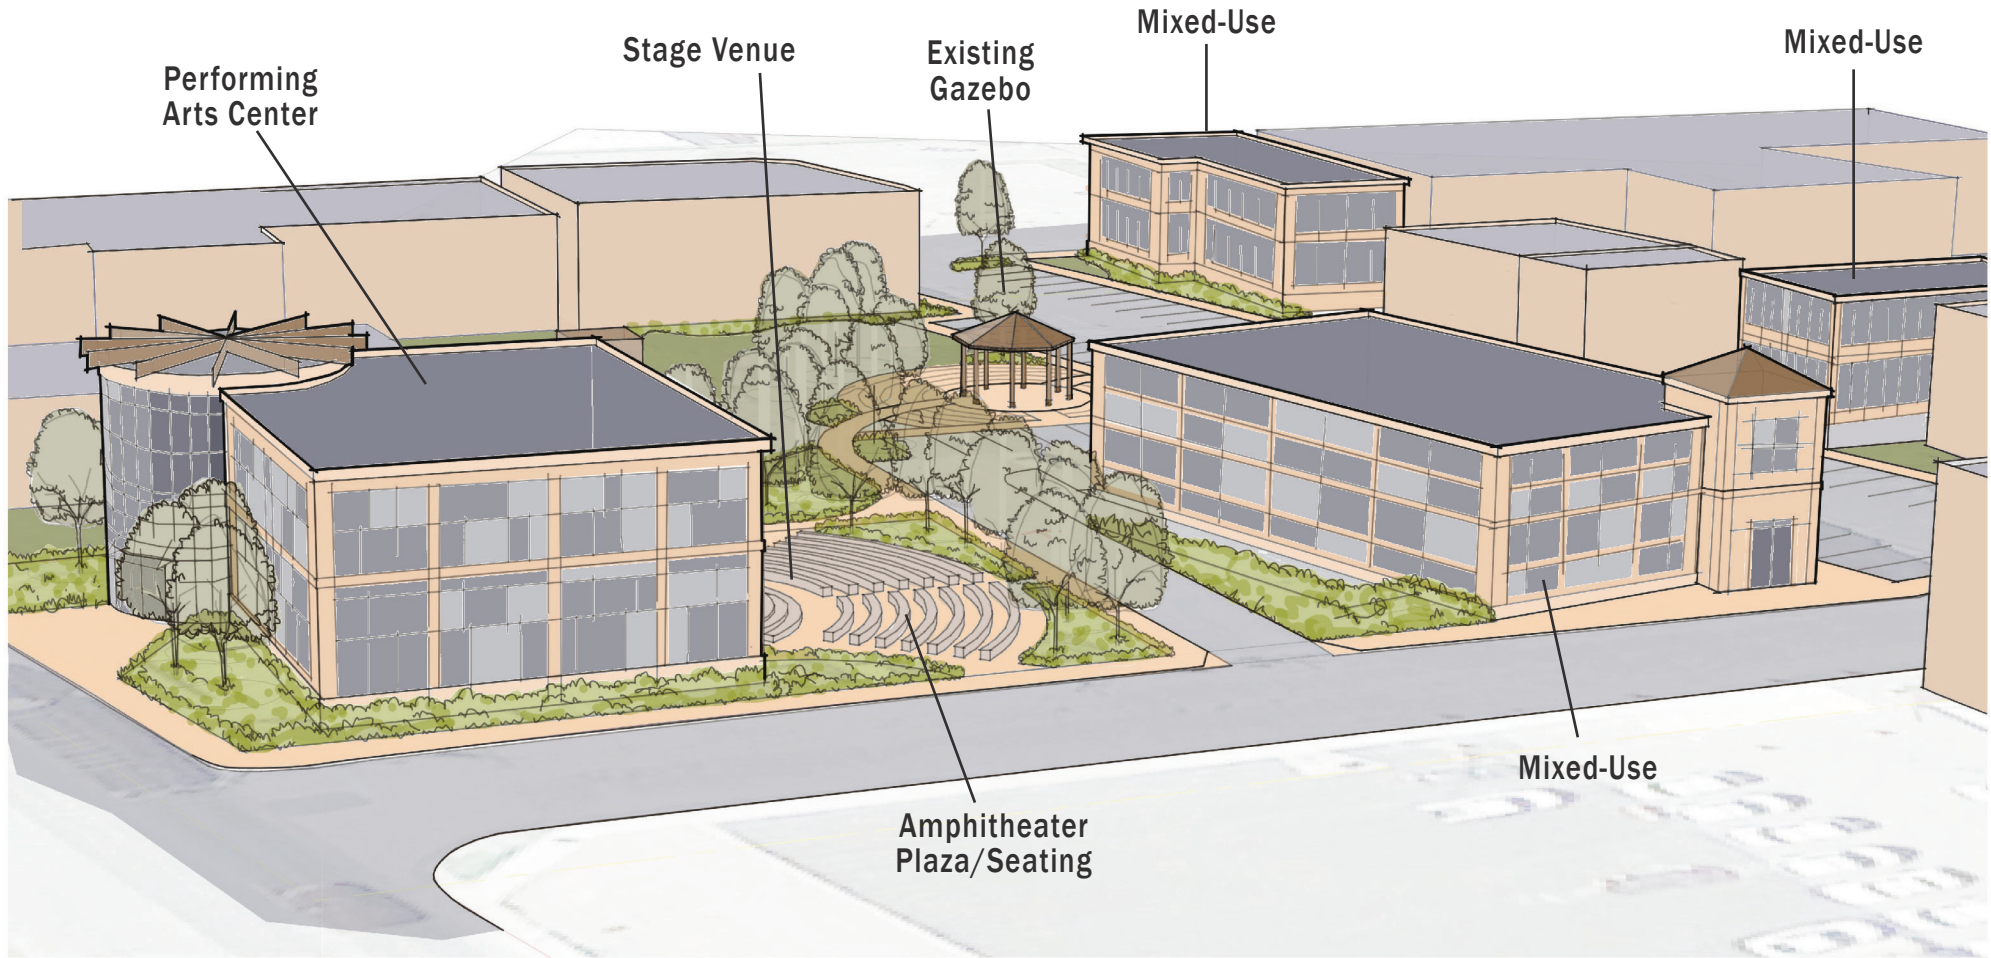 Mixed-Use
Stage Venue
Existing
Gazebo
Mixed-Use
Performing
Arts Center
Mixed-Use
Amphitheater
Plaza/Seating